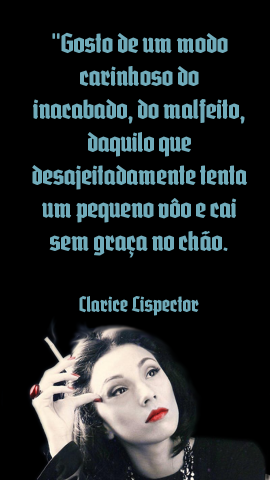 "Gosto de um modo
carinhoso do
inacabado, do malfeito,
daquilo que
desajeitadamente tenta
um pequeno vôo e cai
sem graça no chão.
Clarice Lispector